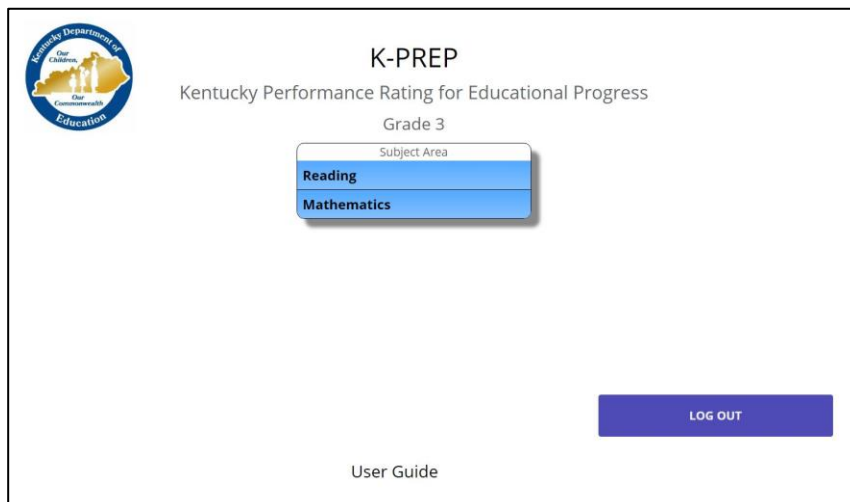 Kentucky Department of
Our
Children,
Our
Commonwealth
Education
K-PREP
Kentucky Performance Rating for Educational Progress
Grade 3
Subject Area
Reading
Mathematics
LOG OUT
User Guide